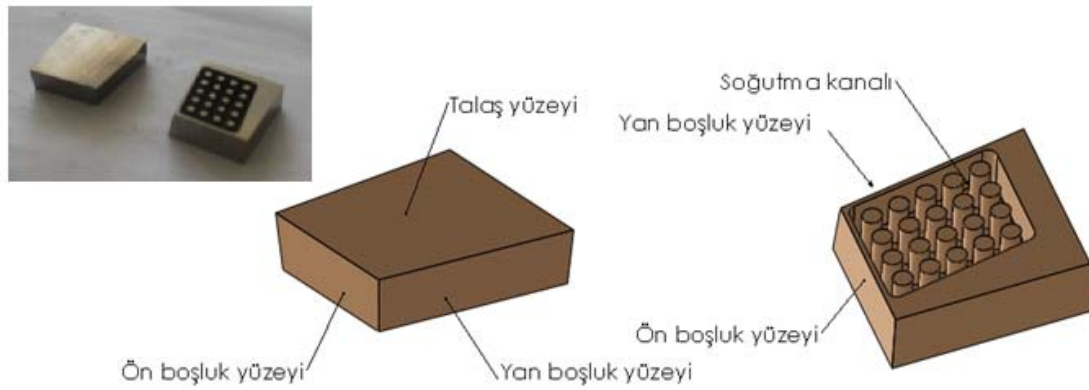 Talaş yüzeyi
Ön boşluk yüzeyi
Yan boşluk yüzeyi
Soğutma kanalı
Yan boşluk yüzeyi
Ön boşluk yüzeyi